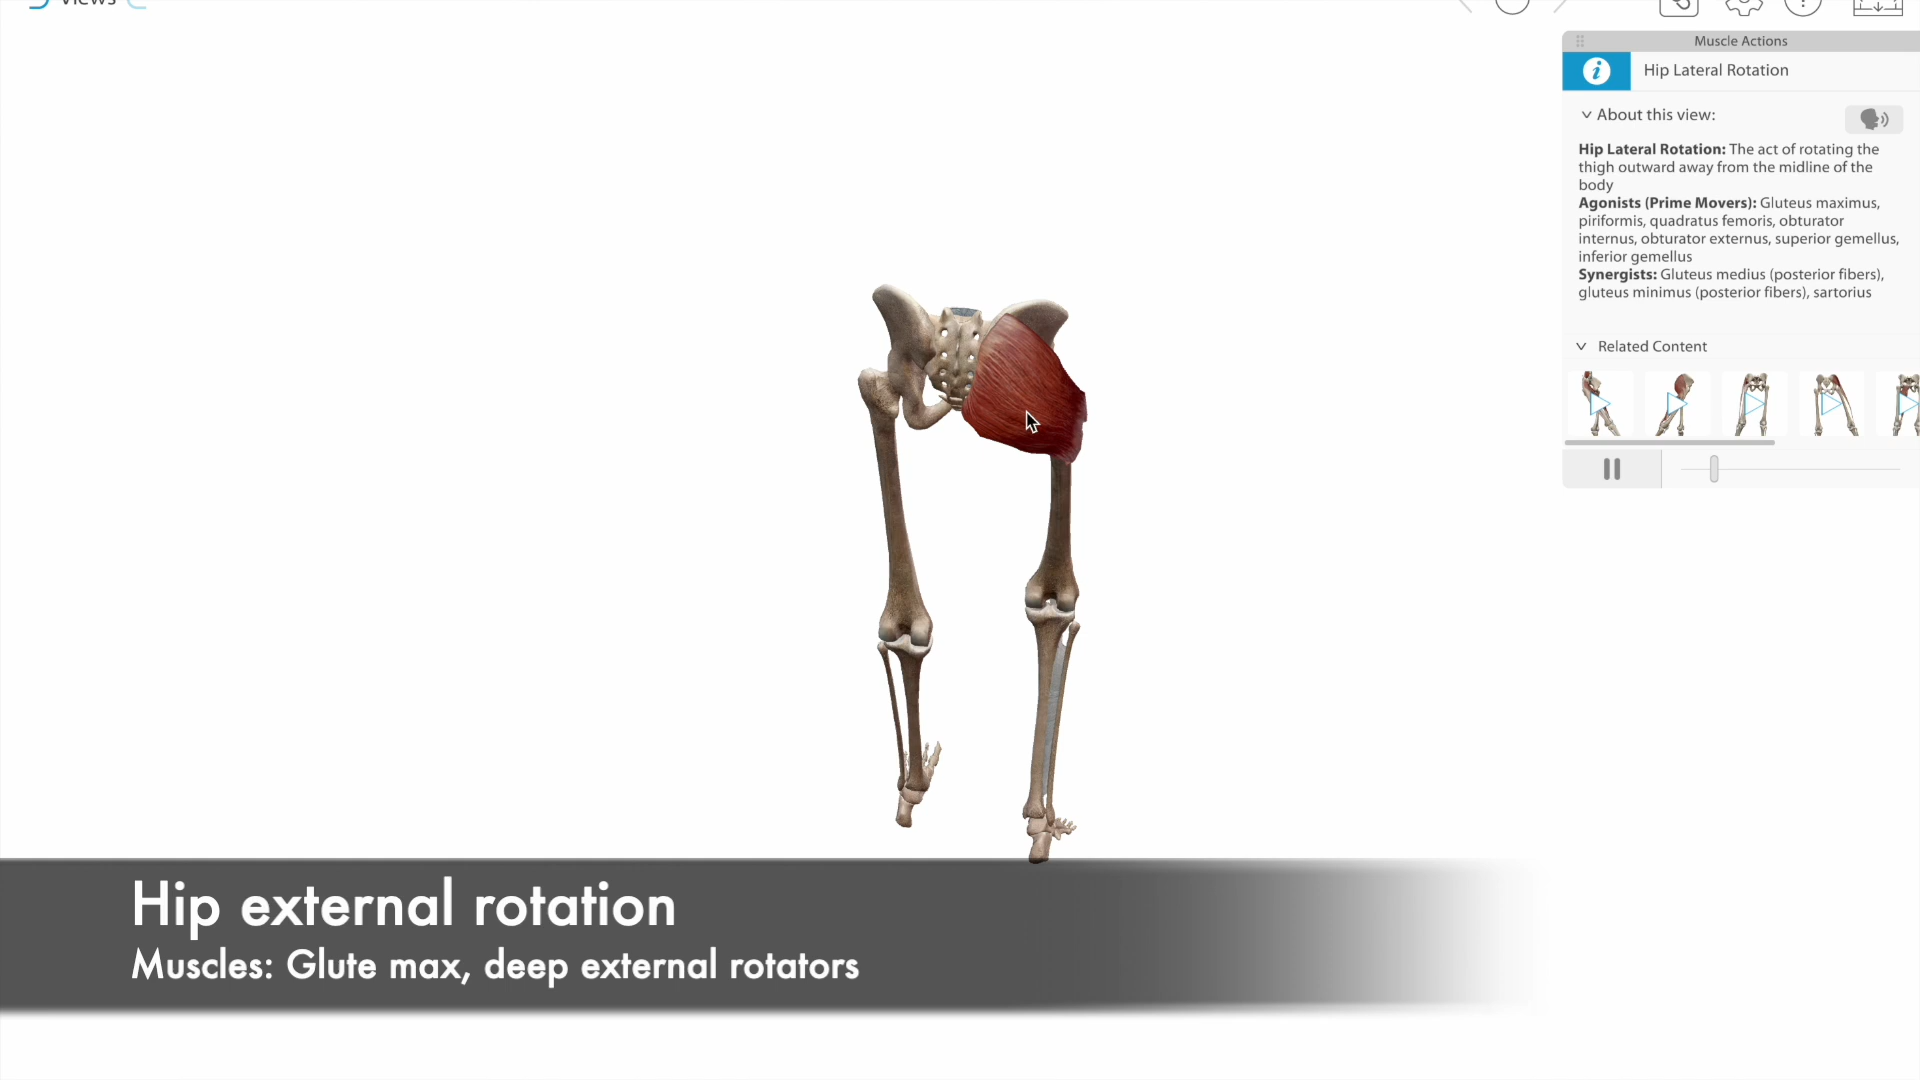 Views
Muscle Actions
Hip Lateral Rotation
About this view:
Hip Lateral Rotation: The act of rotating the
thigh outward away from the midline of the
body
Agonists (Prime Movers): Gluteus maximus,
piriformis, quadratus femoris, obturator
internus, obturator externus, superior gemellus,
inferior gemellus
Synergists: Gluteus medius (posterior fibers),
gluteus minimus (posterior fibers), sartorius
Related Content
Hip external rotation
Muscles: Glute max, deep external rotators